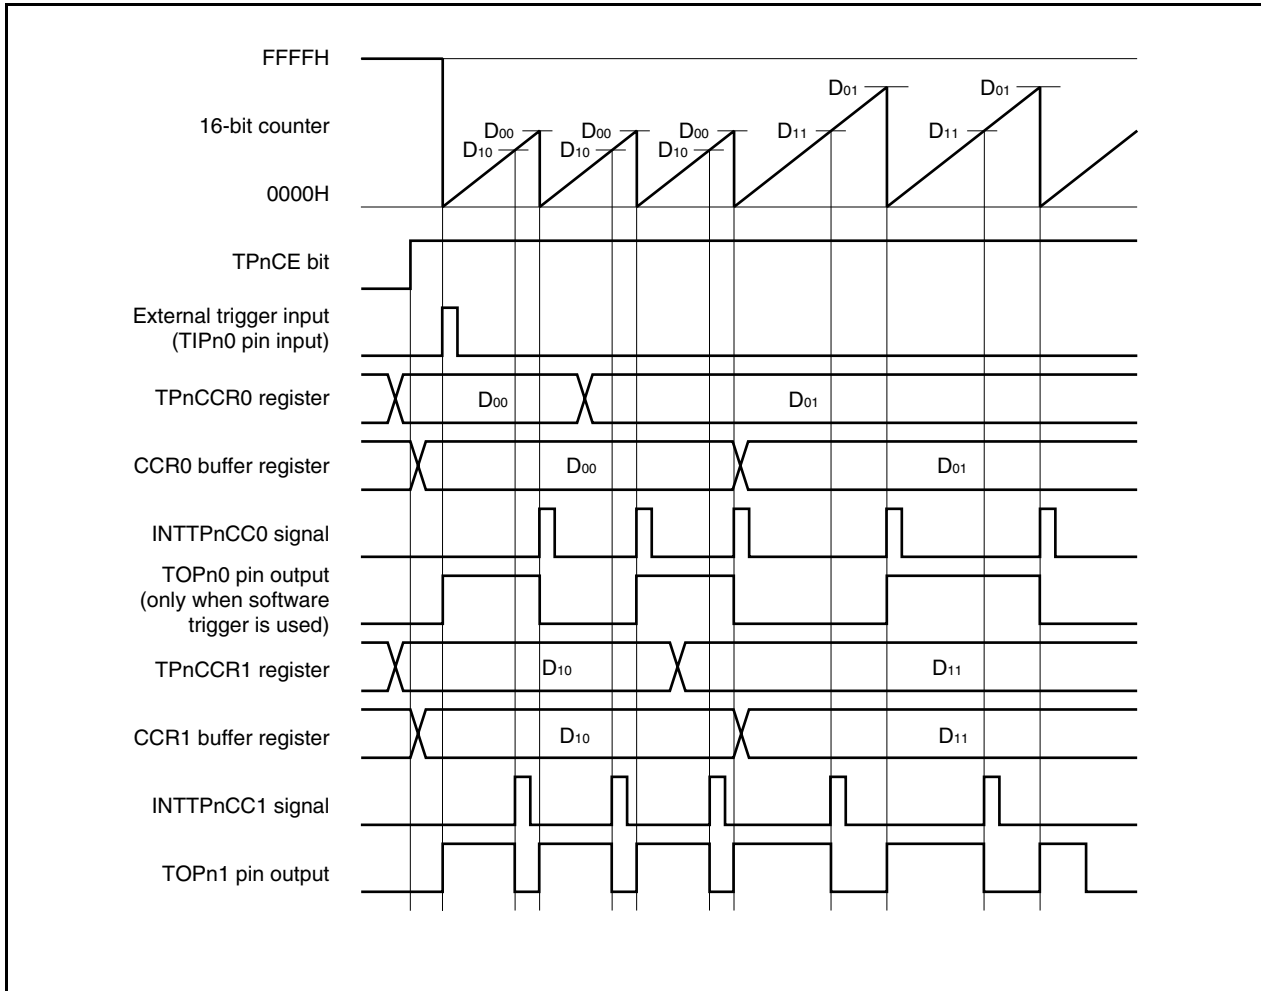 FFFFH
D01 D01
16-bit counter
D00 D00 D00 D11 D11
D10 D10 D10
0000H
TPnCE bit
External trigger input
(TIPn0 pin input)
TPnCCR0 register D00 D01
CCR0 buffer register D00 D01
INTTPnCC0 signal
TOPn0 pin output
(only when software
trigger is used)
TPnCCR1 register D10 D11
CCR1 buffer register D10 D11
INTTPnCC1 signal
TOPn1 pin output